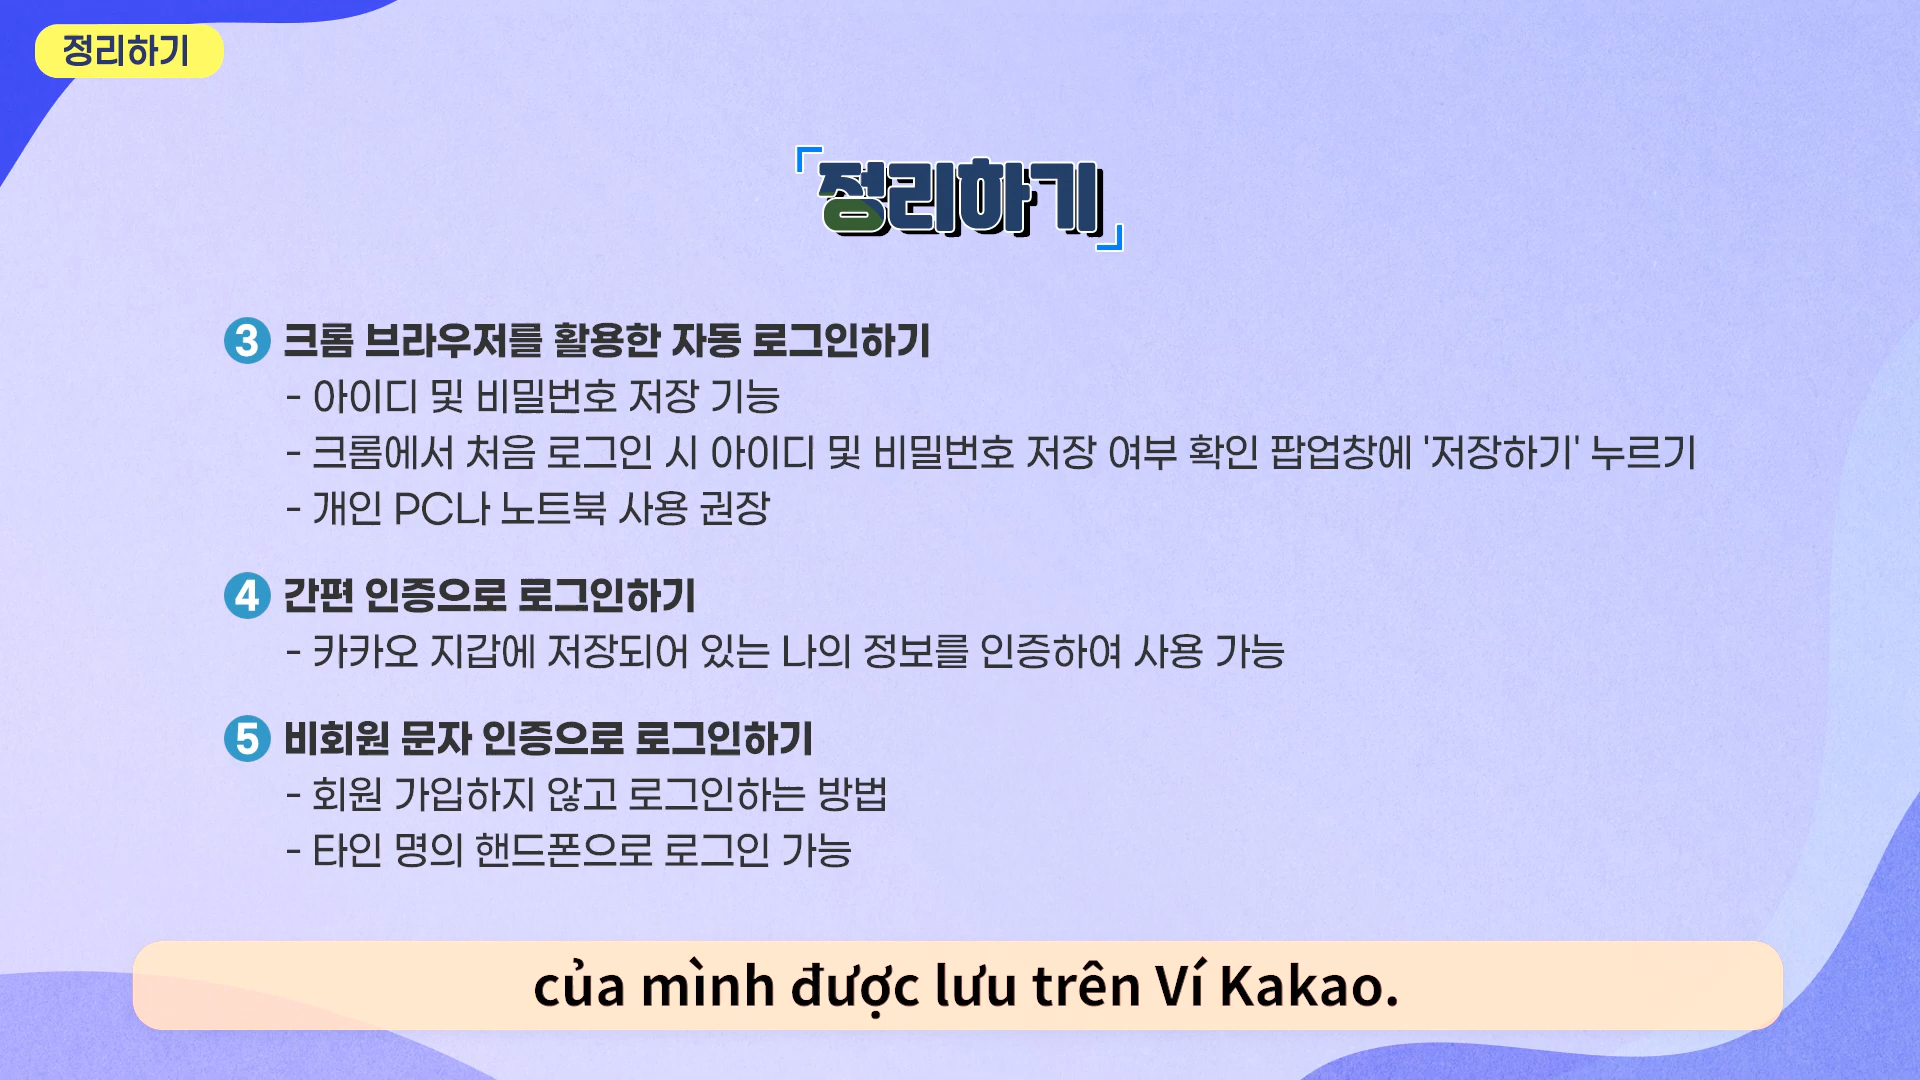 정리하기
정리하기
3 크롬 브라우저를 활용한 자동 로그인하기
- 아이디 및 비밀번호 저장 기능
- 크롬에서 처음 로그인 시 아이디 및 비밀번호 저장 여부 확인 팝업창에 '저장하기' 누르기
- 개인 PC나 노트북 사용 권장
4 간편 인증으로 로그인하기
- 카카오 지갑에 저장되어 있는 나의 정보를 인증하여 사용 가능
5 비회원 문자 인증으로 로그인하기
- 회원 가입하지 않고 로그인하는 방법
- 타인 명의 핸드폰으로 로그인 가능
của mình được lưu trên Ví Kakao.